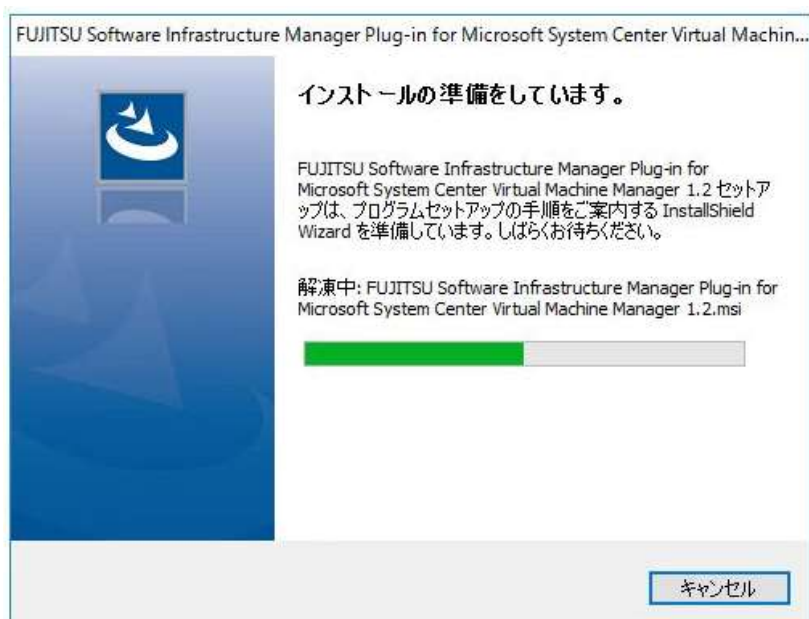 FUJITSU Software Infrastructure Manager Plug-in for Microsoft System Center Virtual Machin...
インストールの準備をしています。
FUJITSU Software Infrastructure Manager Plug-in for
Microsoft System Center Virtual Machine Manager 1.2 セットア
ップは、プログラムセットアップの手順をご案内する InstallShield
Wizard を準備しています。しばらくお待ちください。
解凍中: FUJITSU Software Infrastructure Manager Plug-in for
Microsoft System Center Virtual Machine Manager 1.2.msi
キャンセル